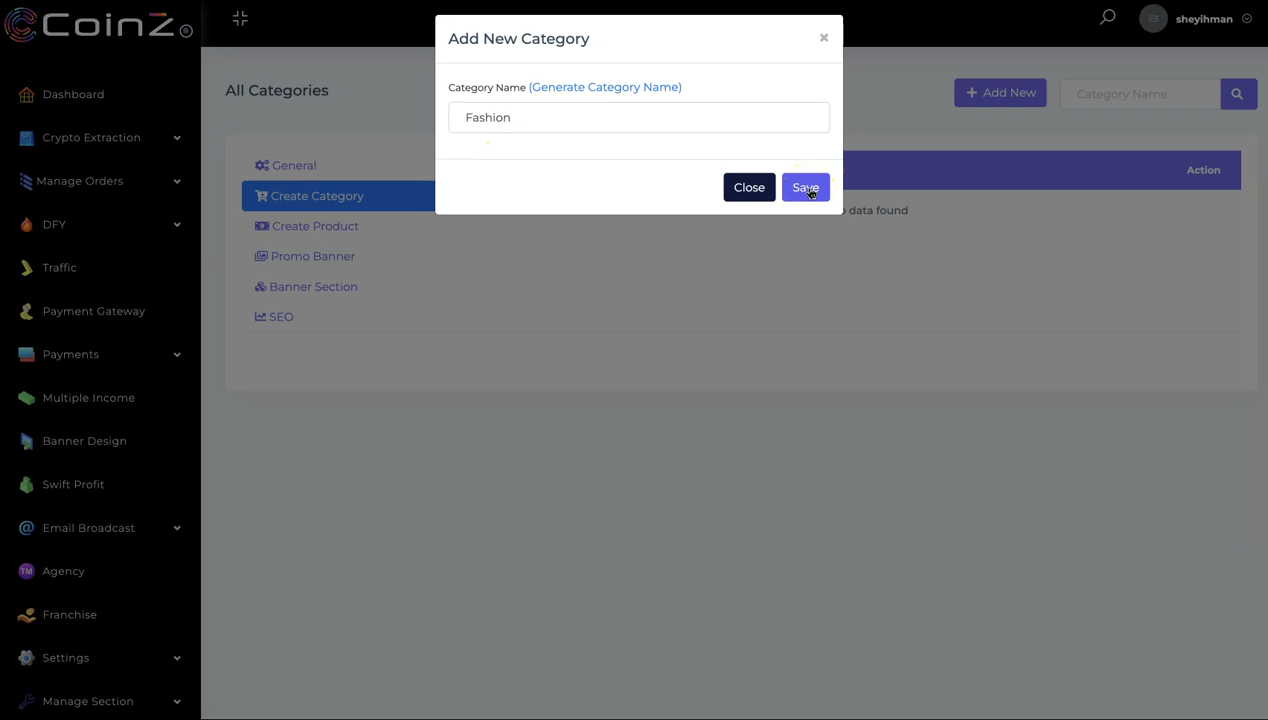 CoinZ
sheyihman
Add New Category
×
Category Name (Generate Category Name)
Fashion
Close
Save
All Categories
+ Add New
Category Name
General
Create Category
Create Product
Promo Banner
Banner Section
SEO
Action
data found
Dashboard
Crypto Extraction
Manage Orders
DFY
Traffic
Payment Gateway
Payments
Multiple Income
Banner Design
Swift Profit
@ Email Broadcast
TM Agency
Franchise
Settings
Manage Section